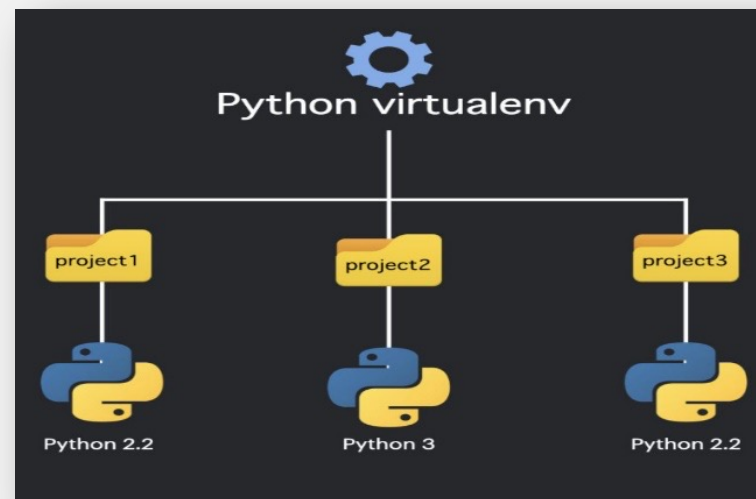 Python virtualenv
project1
project2
project3
Python 2.2
Python 3
Python 2.2